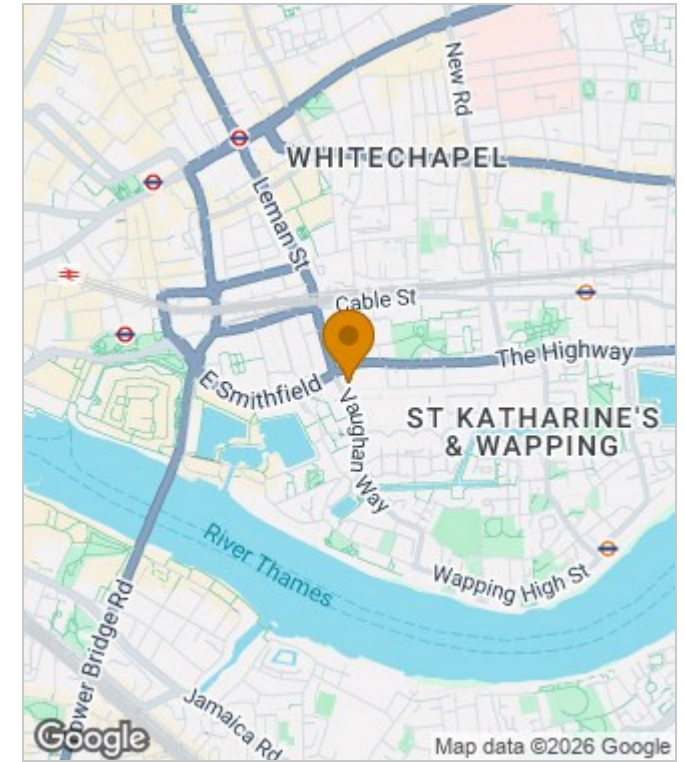 New Rd
WHITECHAPEL
Leman St
Cable St
The Highway
E Smithfield
Vaughan Way
ST KATHARINE'S
& WAPPING
River Thames
Wapping High St
ower Bridge Rd
Jamaica Rd
Google
Map data ©2026 Google